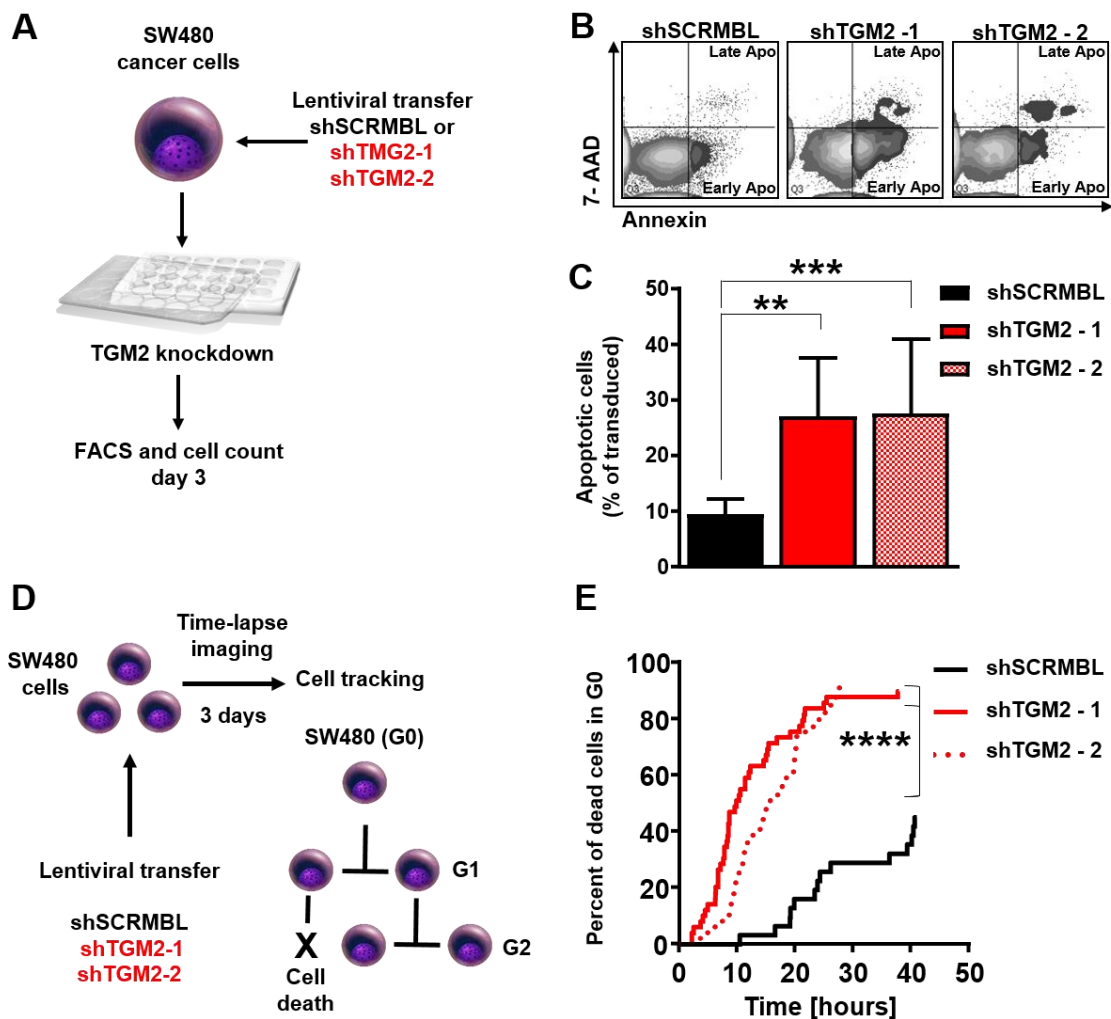 A
SW480
cancer cells
Lentiviral transfer
shSCRMBL or
shTMG2-1
shTGM2-2
TGM2 knockdown
FACS and cell count
day 3
B
shSCRMBL
shTGM2 -1
shTGM2 - 2
Late Apo
Late Apo
Late Apo
7- AAD
Q3
Early Apo
Early Apo
Early Apo
Annexin
C
***
**
50
40
30
20
10
0
Apoptotic cells
(% of transduced)
shSCRMBL
shTGM2 - 1
shTGM2 - 2
D
SW480
cells
Time-lapse
imaging
3 days
Cell tracking
SW480 (G0)
G1
X
Cell
death
G2
Lentiviral transfer
shSCRMBL
shTGM2-1
shTGM2-2
E
100
80
60
40
20
0
Percent of dead cells in G0
****
shSCRMBL
shTGM2 - 1
shTGM2 - 2
0 10 20 30 40 50
Time [hours]